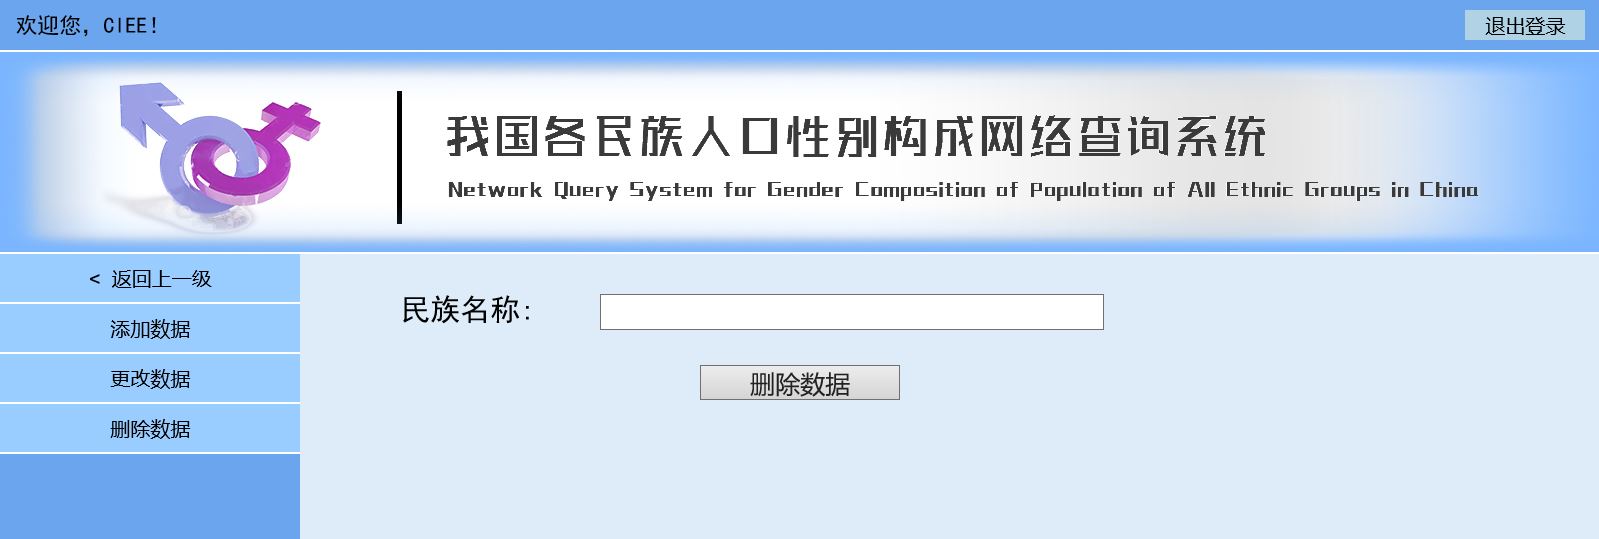 欢迎您，CIEE！
退出登录
我国各民族人口性别构成网络查询系统
Network Query System for Gender Composition of Population of All Ethnic Groups in China
< 返回上一级
添加数据
更改数据
删除数据
民族名称:
删除数据